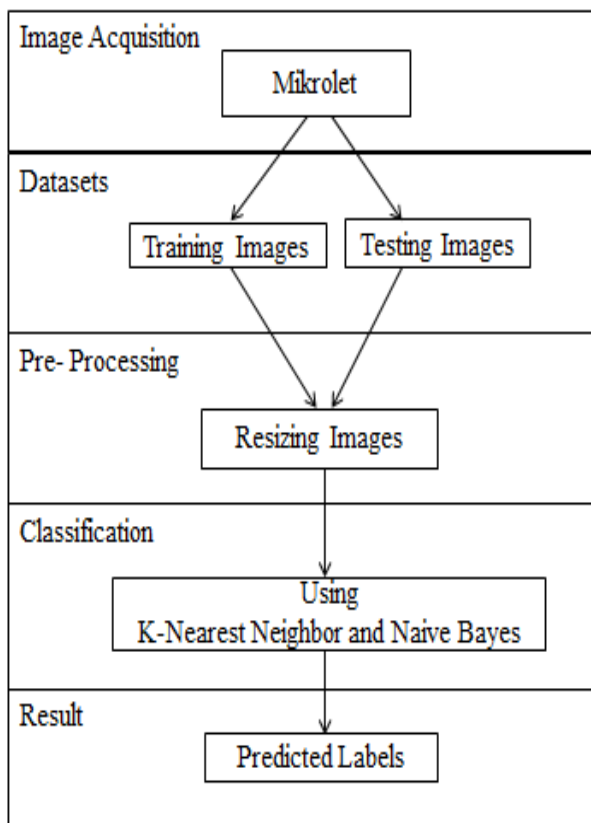 Image Acquisition
Mikrolet
Datasets
Training Images
Testing Images
Pre- Processing
Resizing Images
Classification
Using
K-Nearest Neighbor and Naive Bayes
Result
Predicted Labels